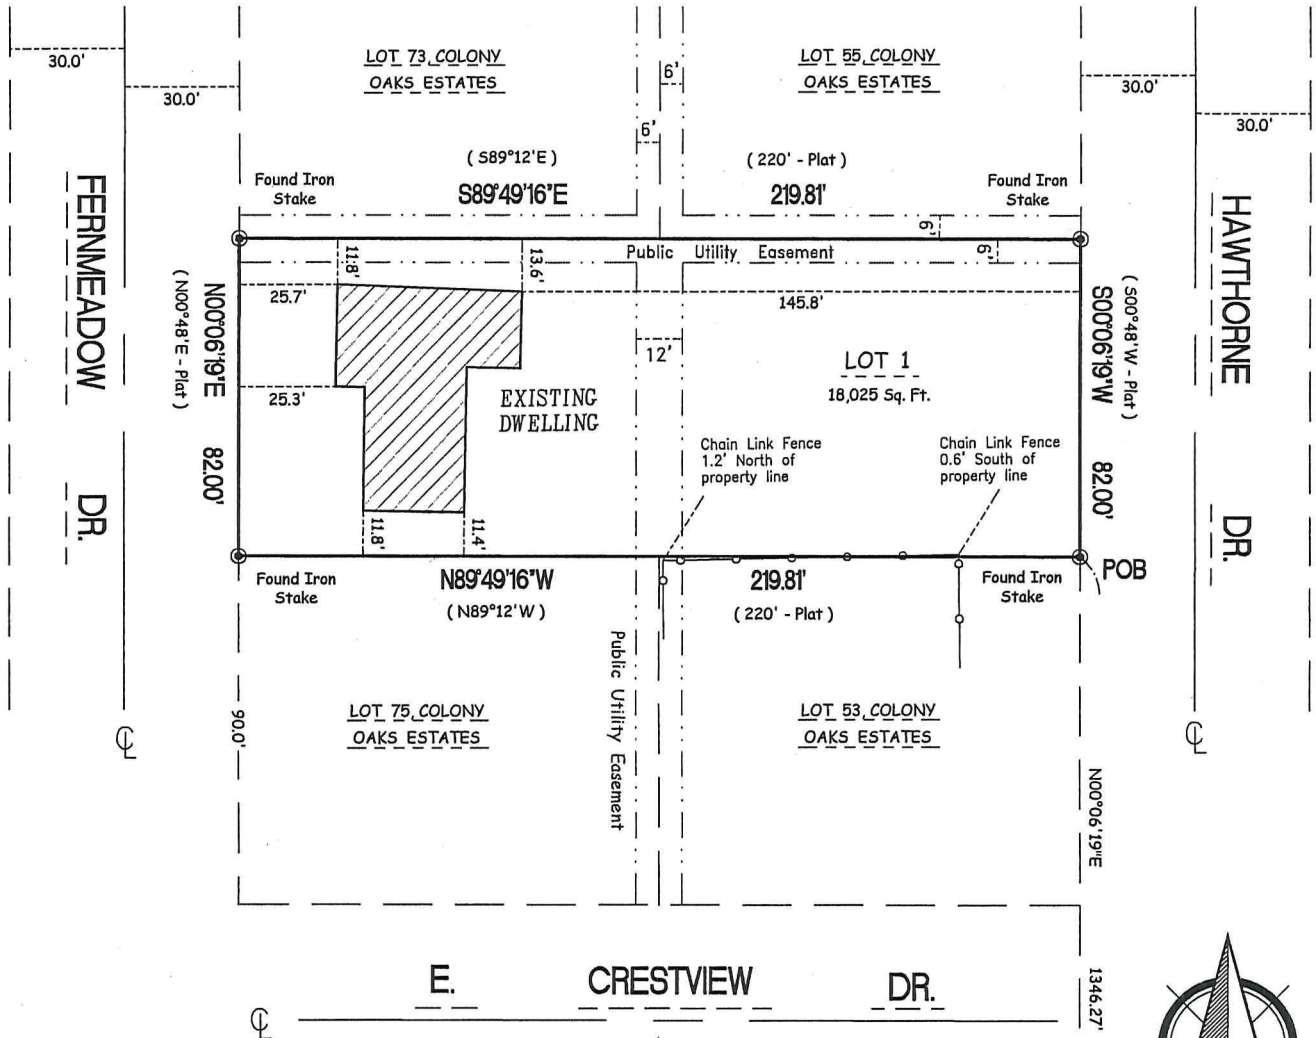 30.0'
30.0'
LOT 73, COLONY
OAKS ESTATES
6'
6'
LOT 55, COLONY
OAKS ESTATES
30.0'
30.0'
( S89°12'E )
( 220' - Plat )
Found Iron
Stake
S89°49'16"E
219.81'
Found Iron
Stake
FERNMEADOW DR.
HAWTHORNE DR.
Public Utility Easement
6'
6'
11.8'
13.6'
25.7'
145.8'
( N00°48'E - Plat )
N00°06'19"E 82.00'
( S00°48'W - Plat )
S00°06'19"W 82.00'
12'
LOT 1
18,025 Sq. Ft.
25.3'
EXISTING
DWELLING
Chain Link Fence
1.2' North of
property line
Chain Link Fence
0.6' South of
property line
11.8'
11.4'
POB
Found Iron
Stake
N89°49'16"W
219.81'
Found Iron
Stake
( N89°12'W )
( 220' - Plat )
Public Utility Easement
90.0'
LOT 75, COLONY
OAKS ESTATES
LOT 53, COLONY
OAKS ESTATES
CL
CL
N00°06'19"E
1346.27'
E. CRESTVIEW DR.
CL